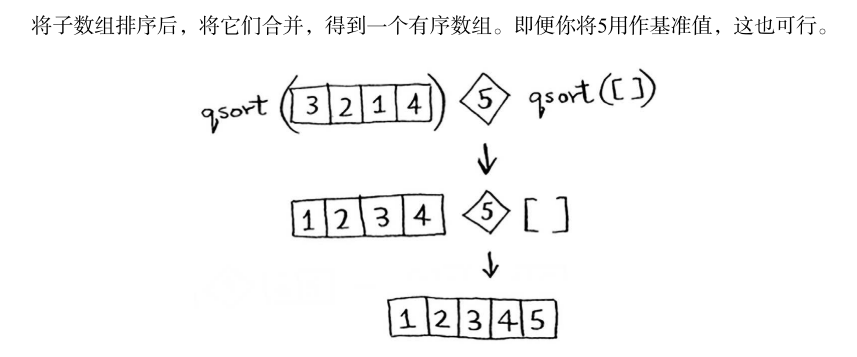 将子数组排序后，将它们合并，得到一个有序数组。即便你将5用作基准值，这也可行。
qsort ( 3 2 1 4 ) 5 qsort ( [ ] )
1 2 3 4 5 [ ]
1 2 3 4 5